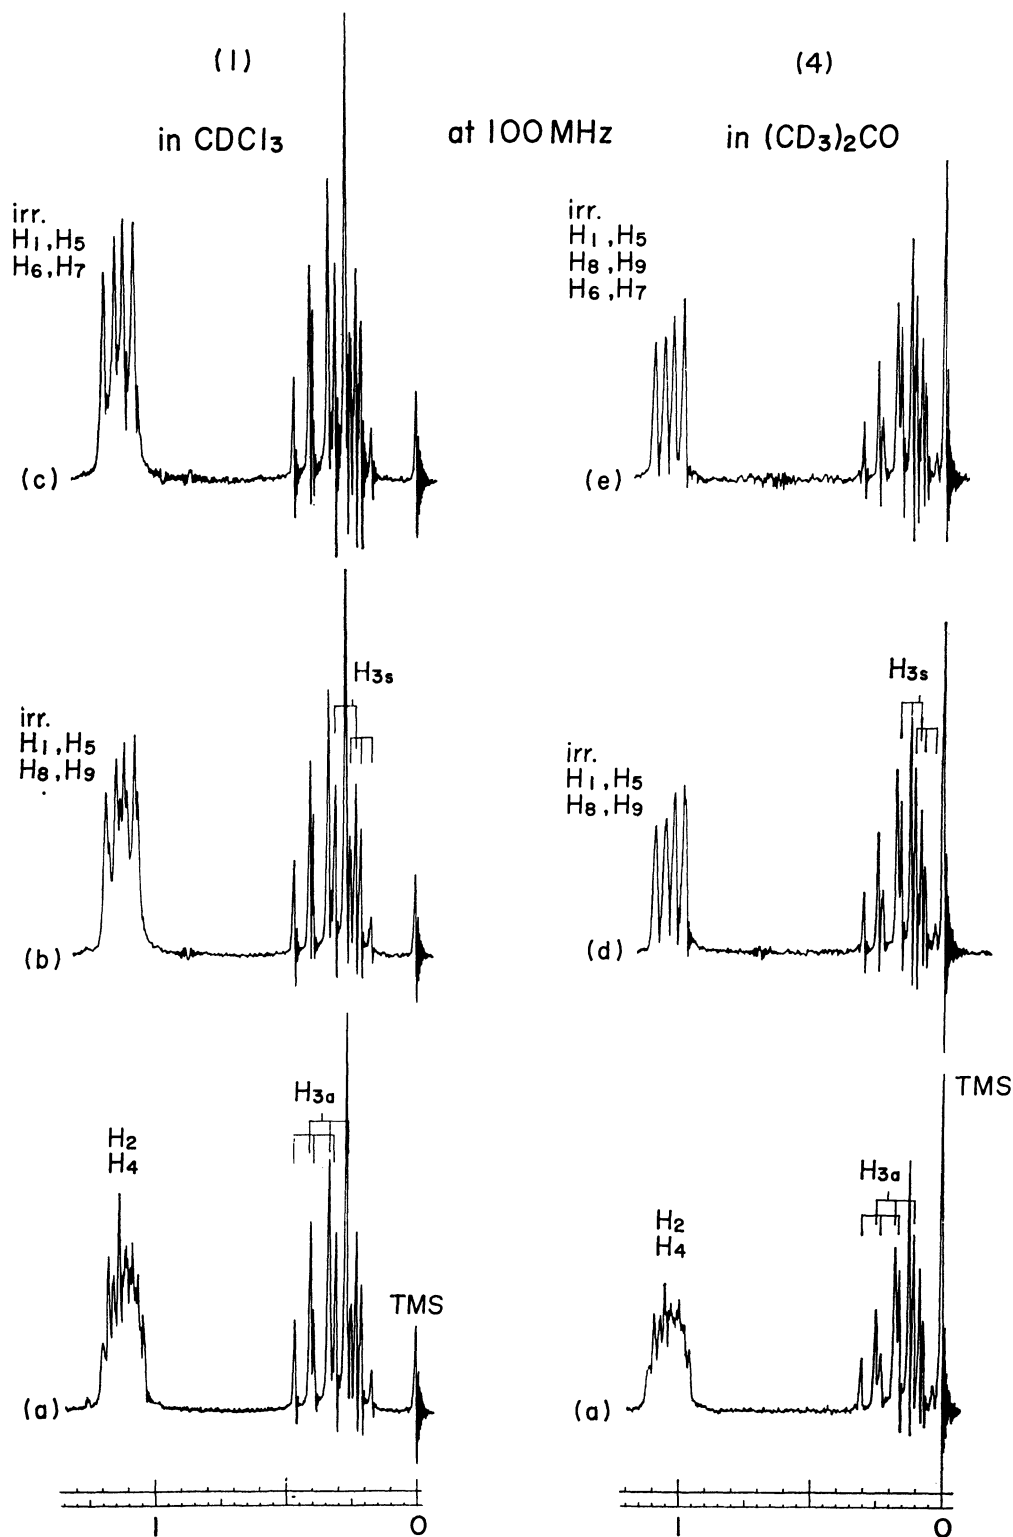 (1)
(4)
in CDCl3
at 100 MHz
in (CD3)2CO
irr.
H1,H5
H6,H7
(c)
irr.
H1,H5
H8,H9
H6,H7
(e)
H3s
irr.
H1,H5
H8,H9
(b)
H3s
irr.
H1,H5
H8,H9
(d)
H3a
H2
H4
TMS
(a)
TMS
H3a
H2
H4
(a)
1
0
1
0